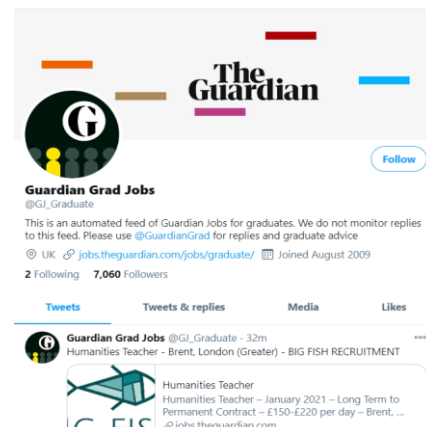 The
Guardian
G
Follow
Guardian Grad Jobs
@GJ_Graduate
This is an automated feed of Guardian Jobs for graduates. We do not monitor replies
to this feed. Please use @GuardianGrad for replies and graduate advice
UK jobs.theguardian.com/jobs/graduate/ Joined August 2009
2 Following 7,060 Followers
Tweets Tweets & replies Media Likes
G
Guardian Grad Jobs @GJ_Graduate · 32m
Humanities Teacher - Brent, London (Greater) - BIG FISH RECRUITMENT
Humanities Teacher
Humanities Teacher – January 2021 – Long Term to
Permanent Contract – £150-£220 per day – Brent, ...
jobs.theguardian.com